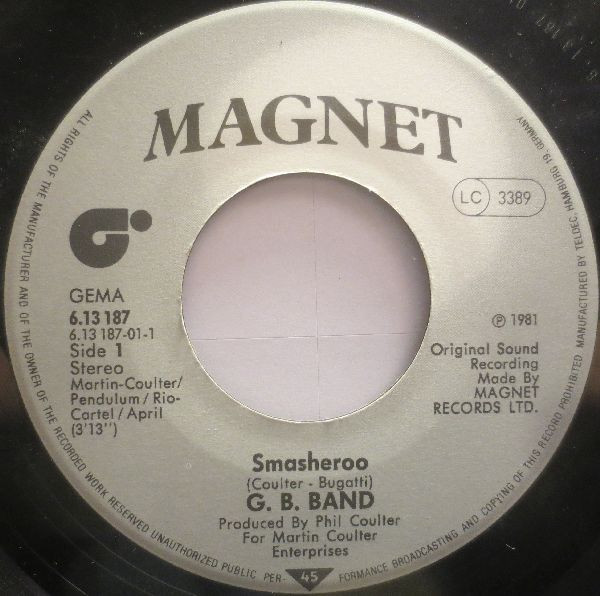 MAGNET
LC 3389
GEMA
6.13 187
6.13 187-01-1
Side 1
Stereo
Martin-Coulter/
Pendulum / Rio-
Cartel / April
(3'13")
℗ 1981
Original Sound
Recording
Made By
MAGNET
RECORDS LTD.
Smasheroo
(Coulter - Bugatti)
G. B. BAND
Produced By Phil Coulter
For Martin Coulter
Enterprises
45
ALL RIGHTS OF THE MANUFACTURER AND OF THE OWNER OF THE RECORDED WORK RESERVED UNAUTHORIZED PUBLIC PER- FORMANCE BROADCASTING AND COPYING OF THIS RECORD PROHIBITED MANUFACTURED BY TELDEC, HAMBURG 19, GERMANY